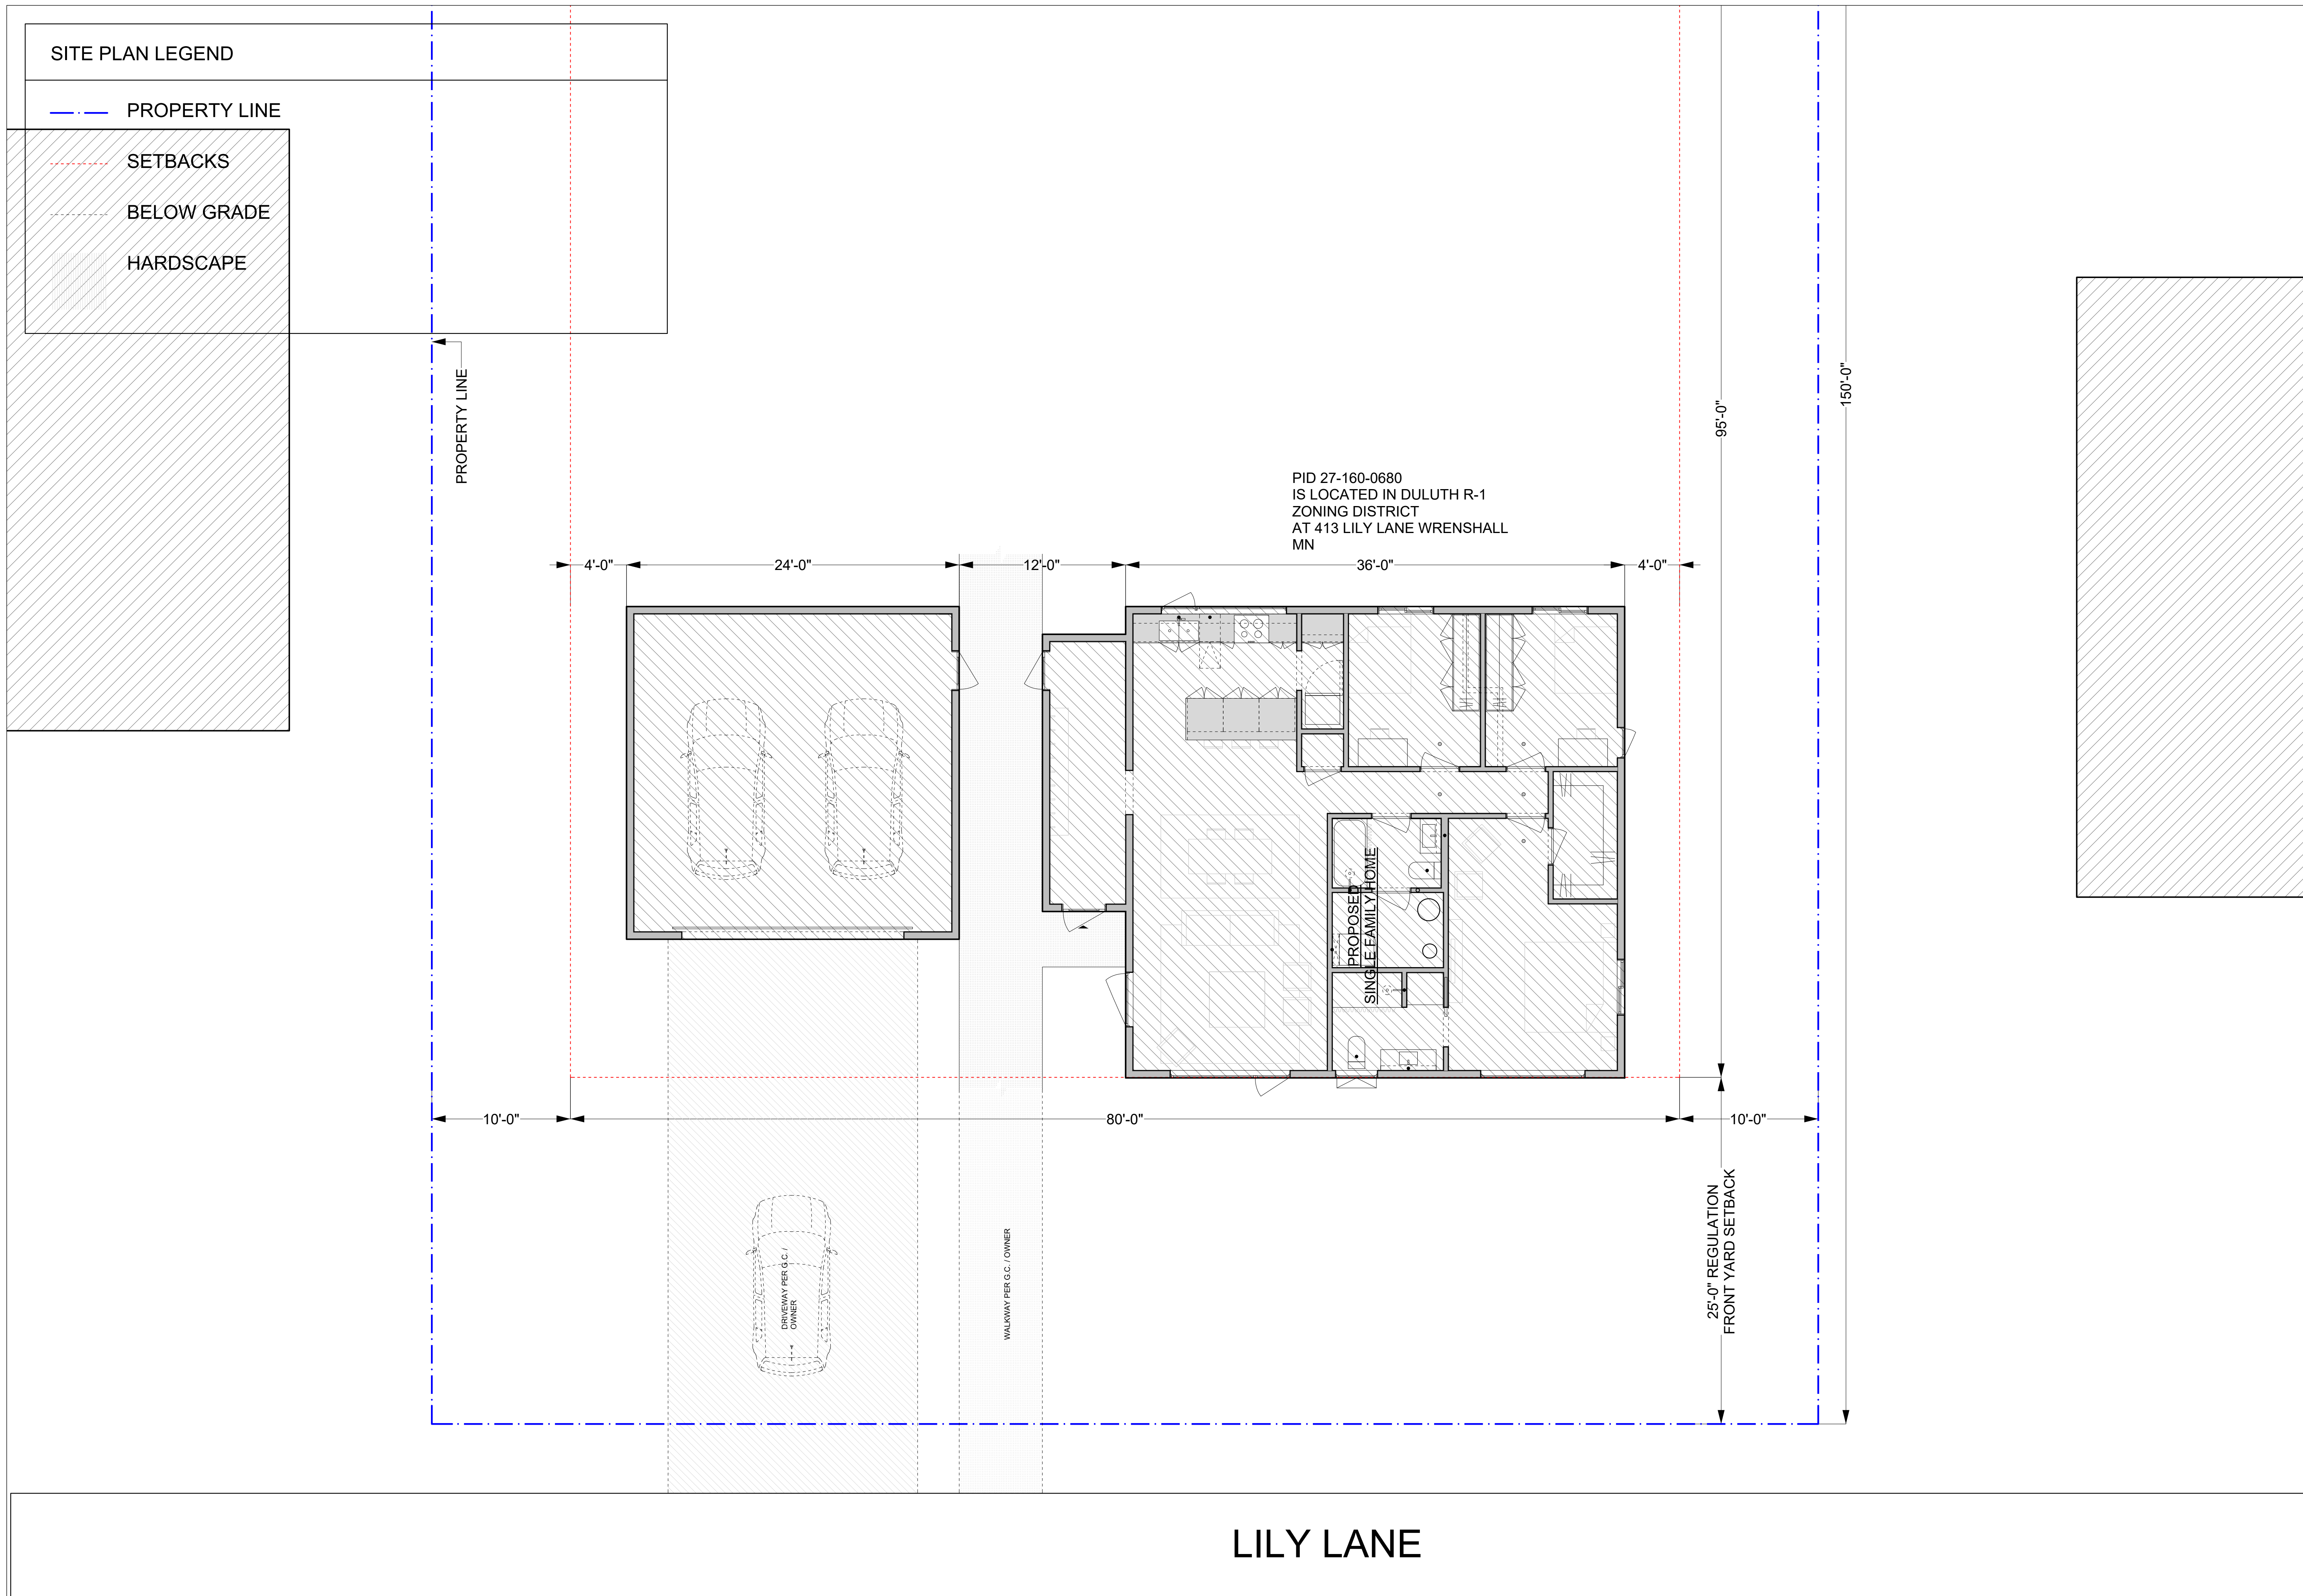 SITE PLAN LEGEND
PROPERTY LINE
SETBACKS
BELOW GRADE
HARDSCAPE
PROPERTY LINE
150'-0"
95'-0"
PID 27-160-0680
IS LOCATED IN DULUTH R-1
ZONING DISTRICT
AT 413 LILY LANE WRENSHALL
MN
4'-0"
24'-0"
12'-0"
36'-0"
4'-0"
PROPOSED
SINGLE FAMILY HOME
10'-0"
80'-0"
10'-0"
25'-0" REGULATION
FRONT YARD SETBACK
DRIVEWAY PER G.C. /
OWNER
WALKWAY PER G.C. / OWNER
LILY LANE